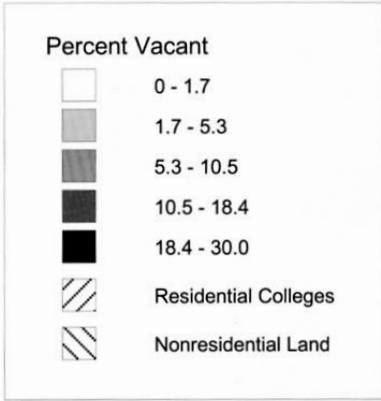 Percent Vacant
0 - 1.7
1.7 - 5.3
5.3 - 10.5
10.5 - 18.4
18.4 - 30.0
Residential Colleges
Nonresidential Land